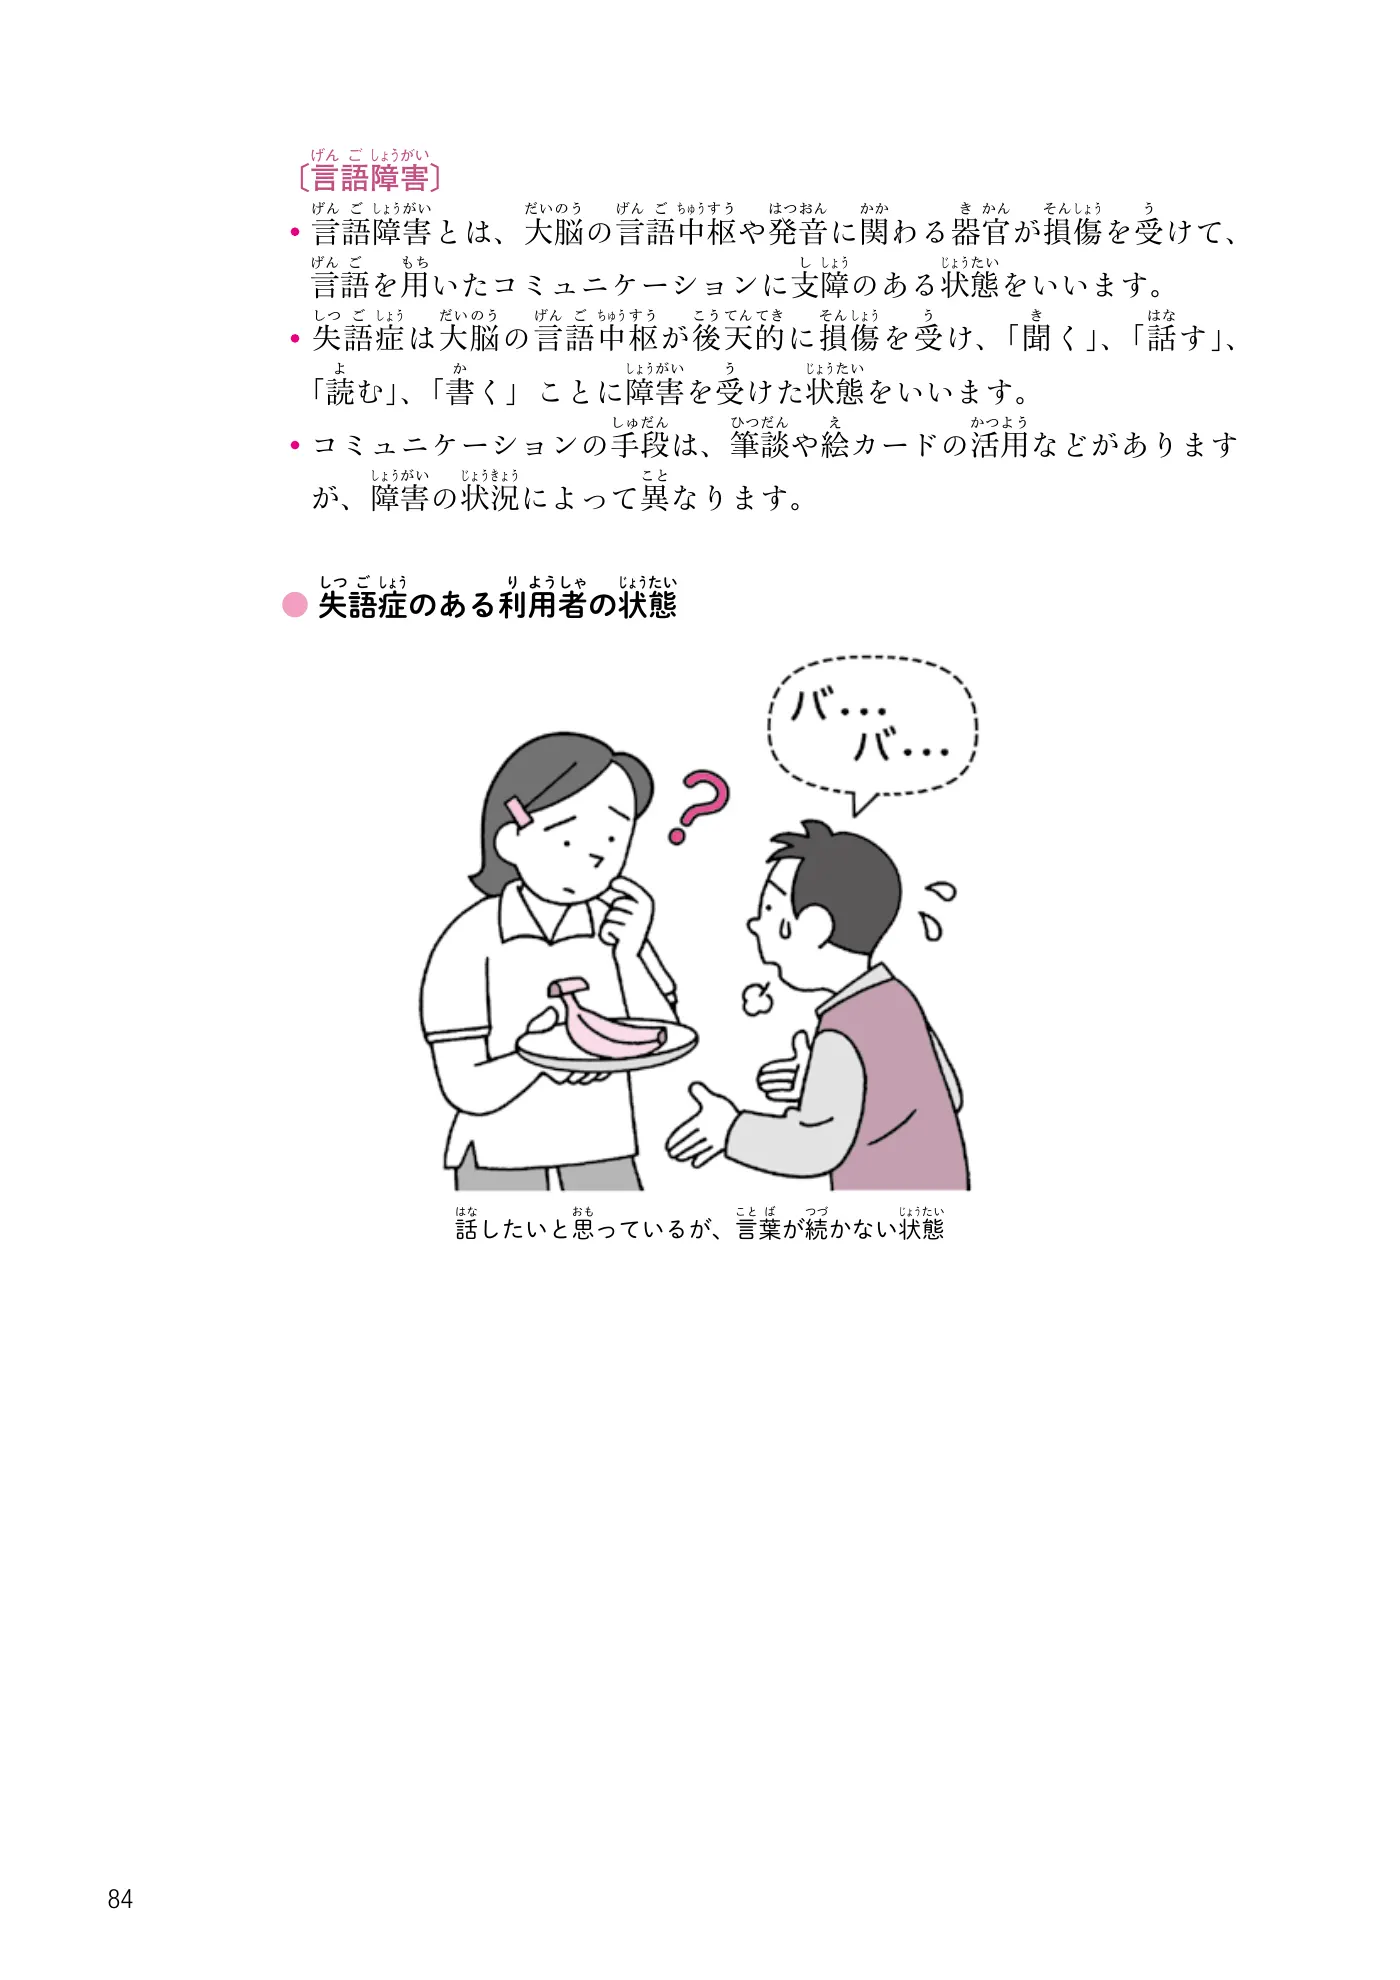 〔言語障害〕
• 言語障害とは、大脳の言語中枢や発音に関わる器官が損傷を受けて、
言語を用いたコミュニケーションに支障のある状態をいいます。
• 失語症は大脳の言語中枢が後天的に損傷を受け、「聞く」、「話す」、
「読む」、「書く」ことに障害を受けた状態をいいます。
• コミュニケーションの手段は、筆談や絵カードの活用などがあります
が、障害の状況によって異なります。
● 失語症のある利用者の状態
バ…
バ…
?
話したいと思っているが、言葉が続かない状態
84